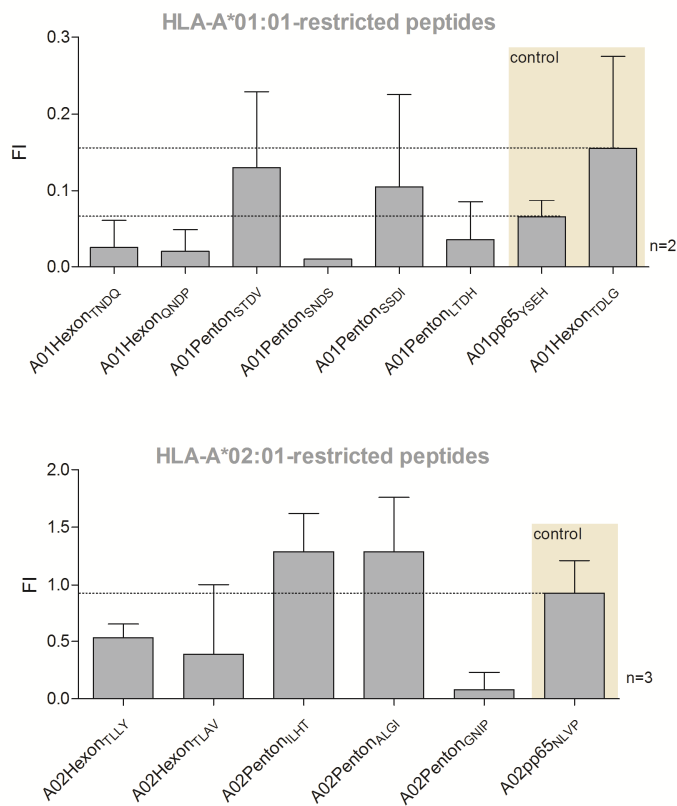 HLA-A*01:01-restricted peptides
0.3
control
0.2
FI
0.1
n=2
0.0
A01HexonTNDQ
A01HexonQNDP
A01PentonSTDV
A01PentonSNDS
A01PentonSSDI
A01PentonLTDH
A01pp65YSEH
A01HexonTDLG
HLA-A*02:01-restricted peptides
2.0
control
1.5
FI
1.0
0.5
n=3
0.0
A02HexonTLLY
A02HexonTLAV
A02PentonILHT
A02PentonALGI
A02PentonGNIP
A02pp65NLVP